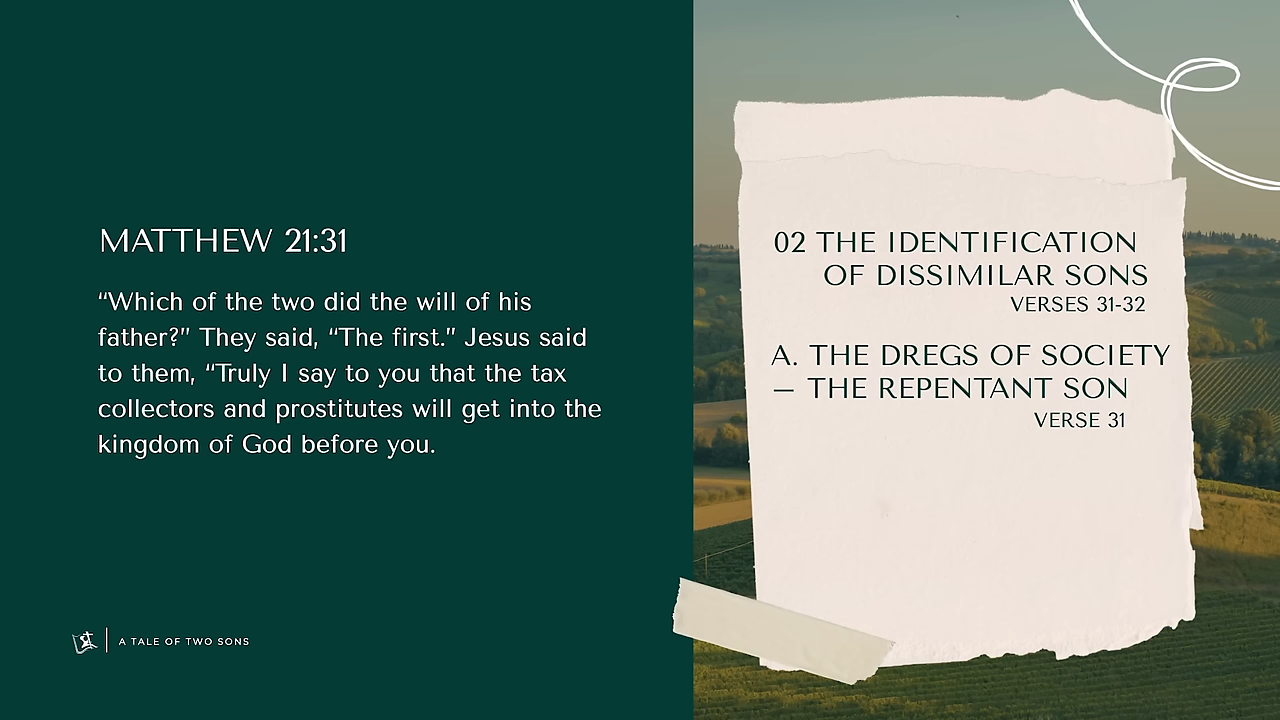 MATTHEW 21:31
“Which of the two did the will of his
father?” They said, “The first.” Jesus said
to them, “Truly I say to you that the tax
collectors and prostitutes will get into the
kingdom of God before you.
A TALE OF TWO SONS
02 THE IDENTIFICATION
OF DISSIMILAR SONS
VERSES 31-32
A. THE DREGS OF SOCIETY
– THE REPENTANT SON
VERSE 31